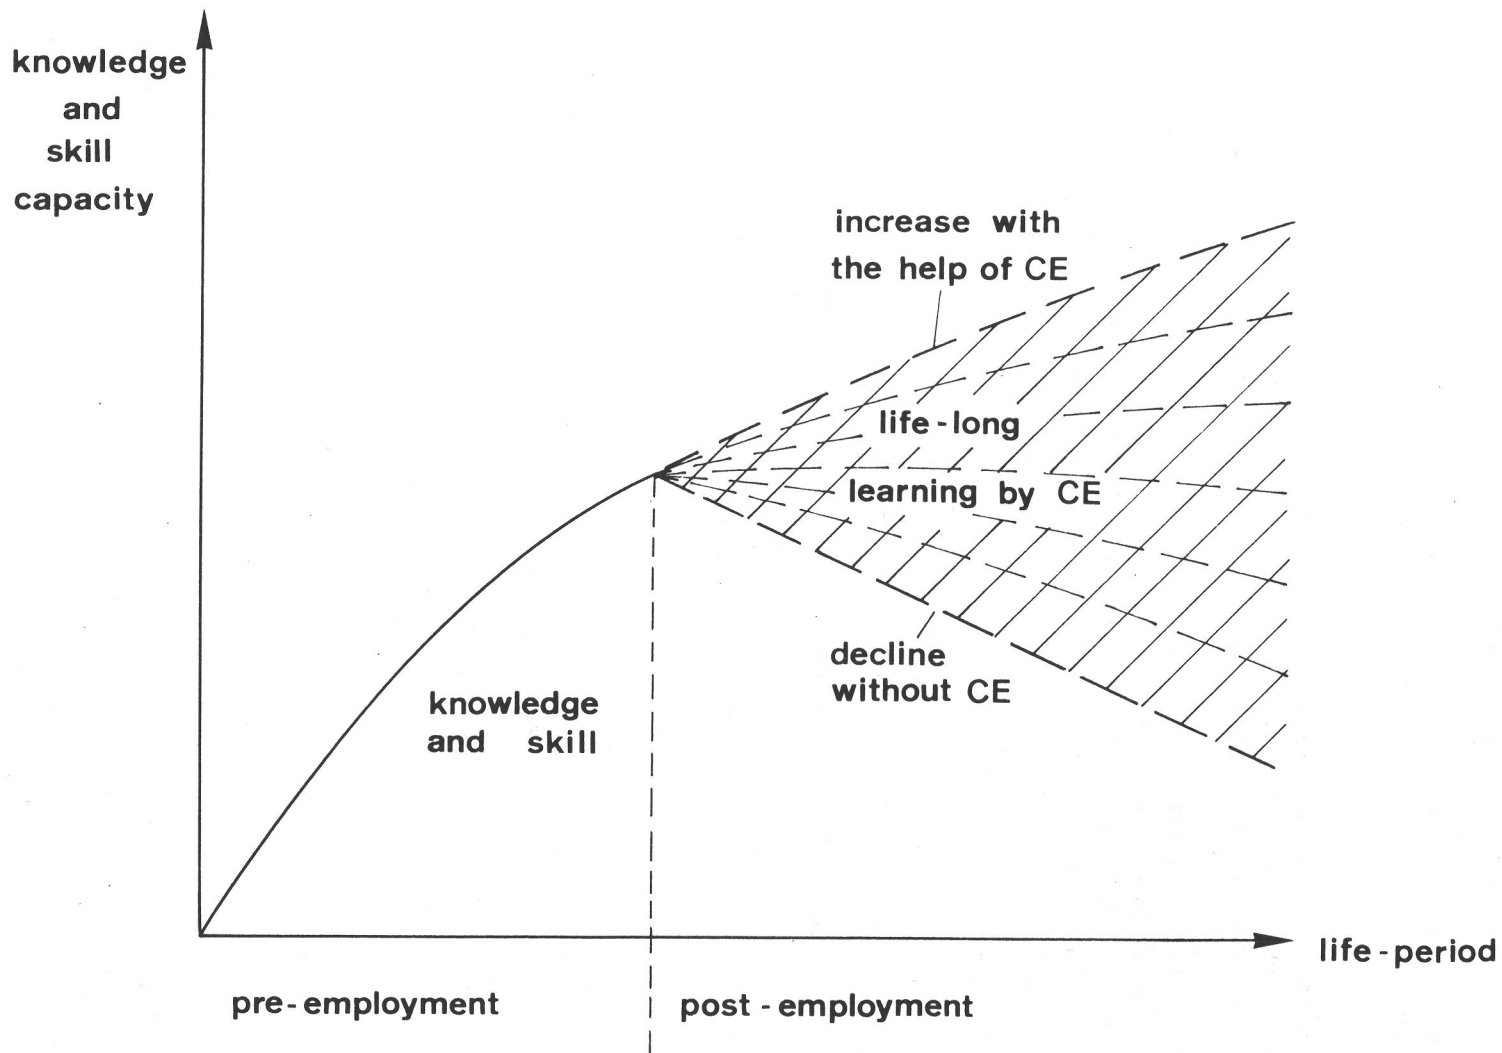 knowledge
and
skill
capacity
increase with
the help of CE
life-long
learning by CE
decline
without CE
knowledge
and skill
life-period
pre-employment
post-employment